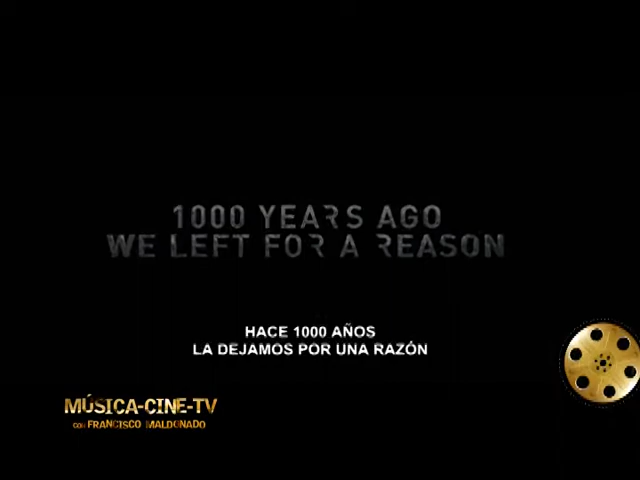 1000 YEARS AGO
WE LEFT FOR A REASON
HACE 1000 AÑOS
LA DEJAMOS POR UNA RAZÓN
MÚSICA-CINE-TV
CON FRANCISCO MALDONADO